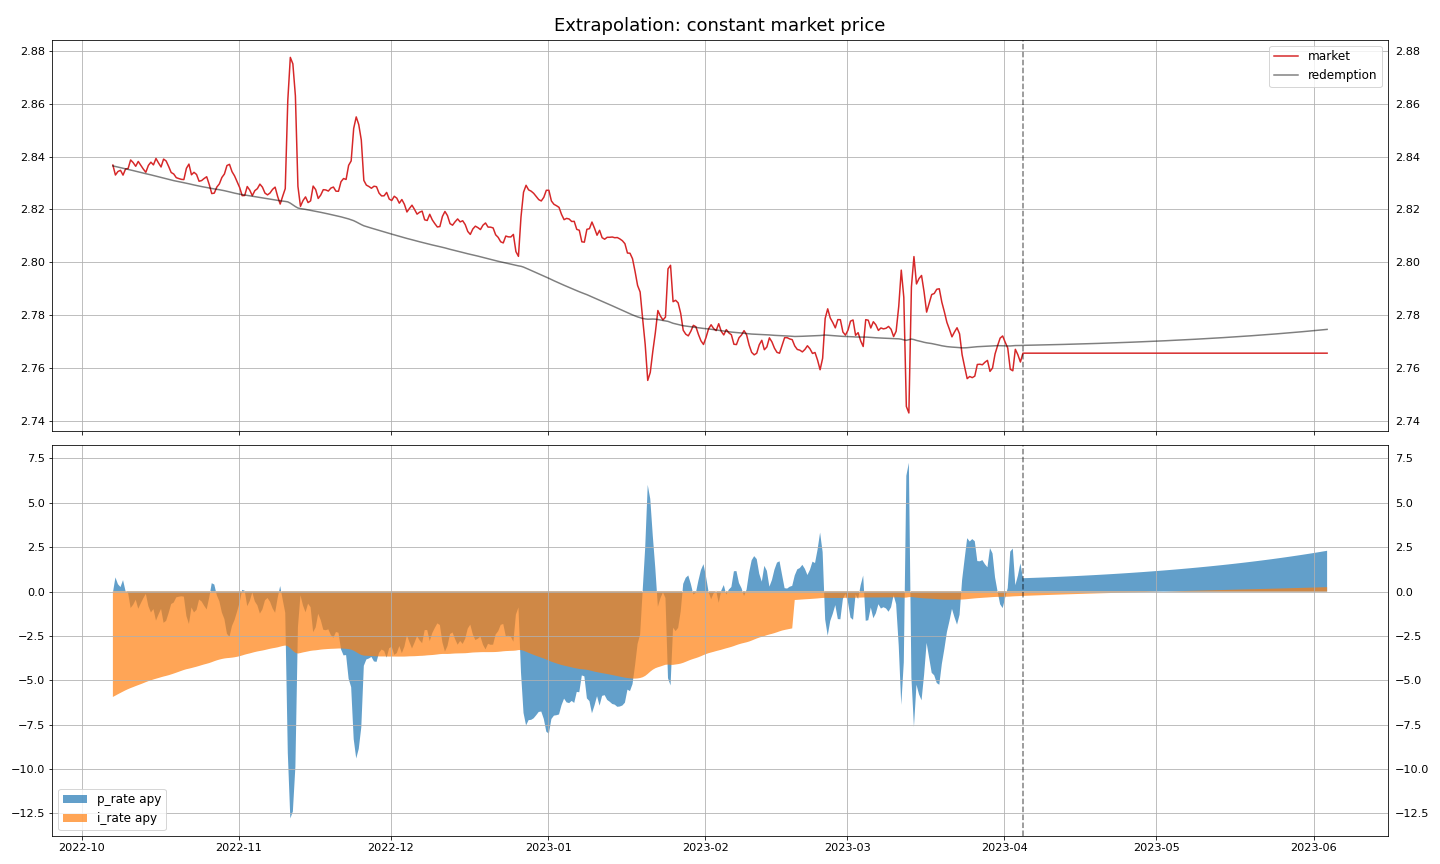 Extrapolation: constant market price
2.88 2.88
market
redemption
2.86 2.86
2.84 2.84
2.82 2.82
2.80 2.80
2.78 2.78
2.76 2.76
2.74 2.74
7.5 7.5
5.0 5.0
2.5 2.5
0.0 0.0
−2.5 −2.5
−5.0 −5.0
−7.5 −7.5
−10.0 −10.0
−12.5 −12.5
p_rate apy
i_rate apy
2022-10 2022-11 2022-12 2023-01 2023-02 2023-03 2023-04 2023-05 2023-06